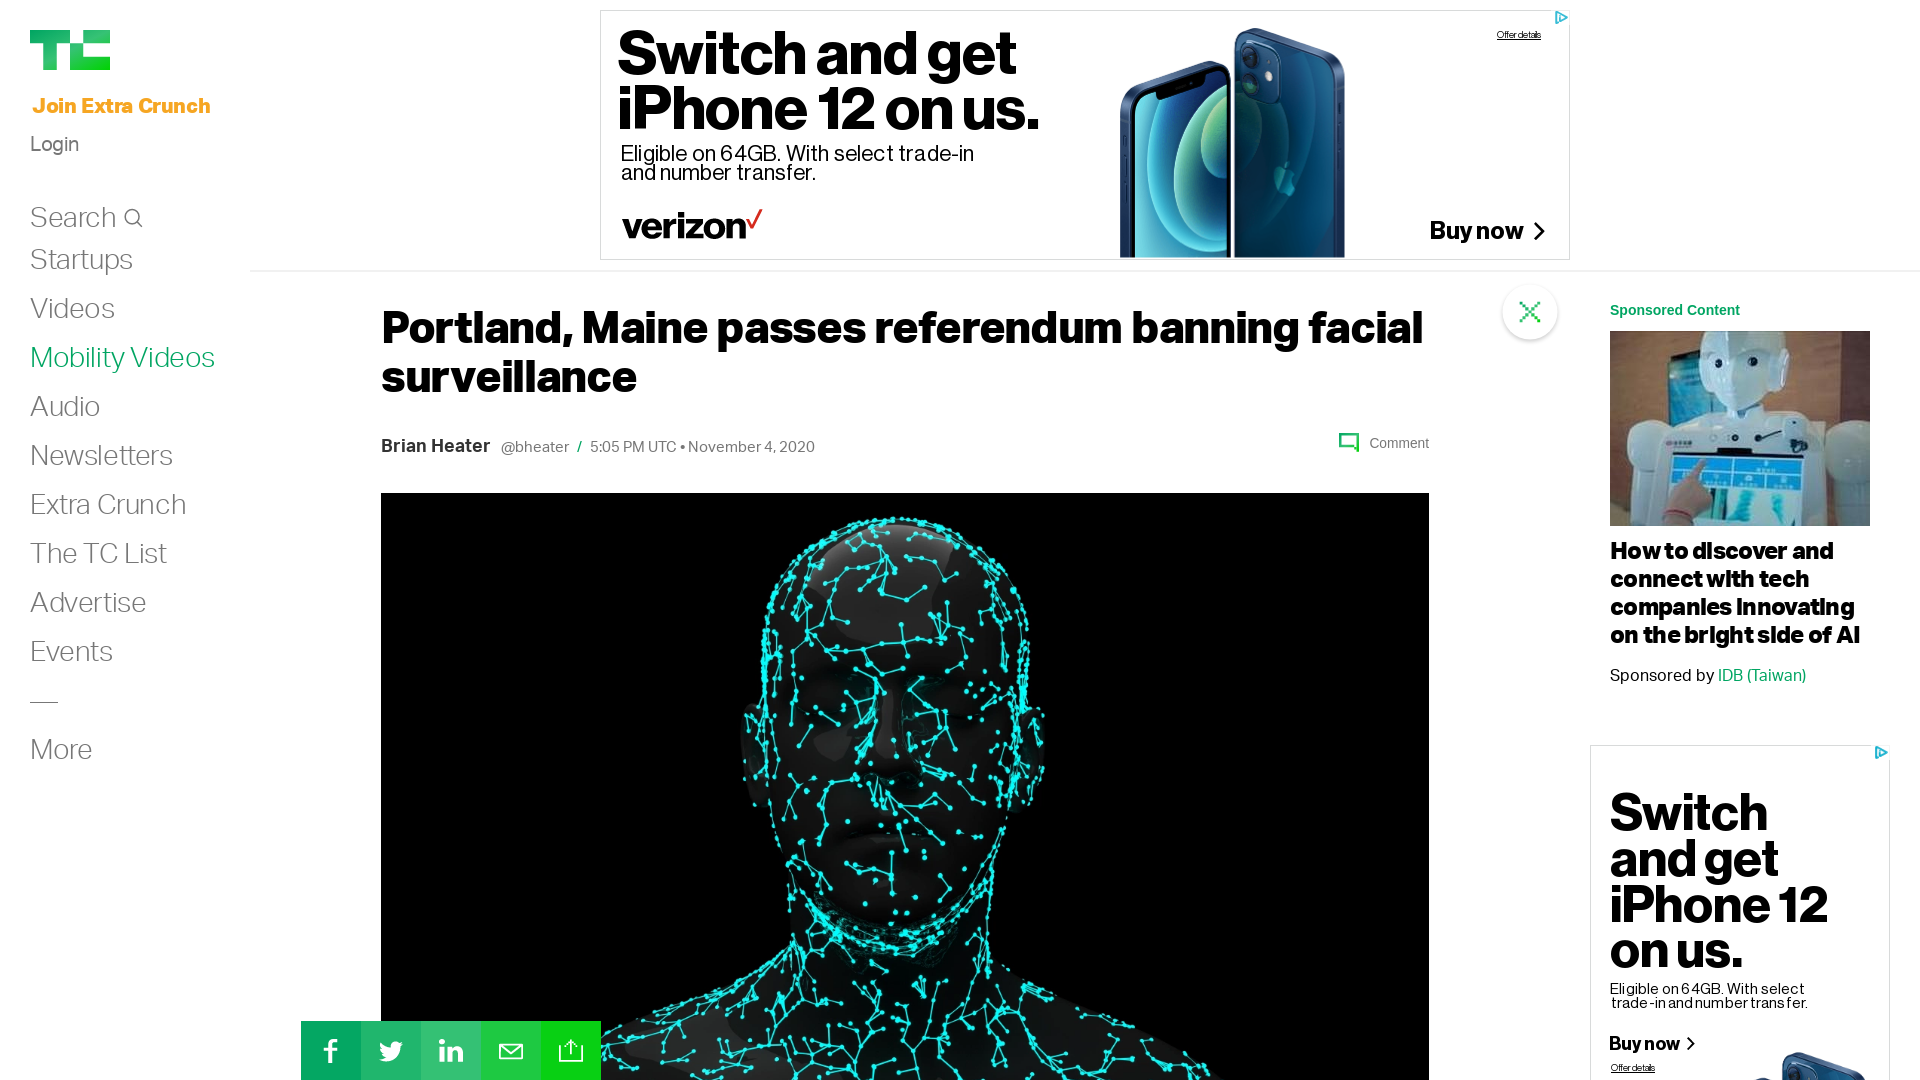 TC
Join Extra Crunch
Login
Search
Startups
Videos
Mobility Videos
Audio
Newsletters
Extra Crunch
The TC List
Advertise
Events
More
Switch and get
iPhone 12 on us.
Eligible on 64GB. With select trade-in
and number transfer.
verizon
Offer details
Buy now
Portland, Maine passes referendum banning facial
surveillance
Brian Heater @bheater / 5:05 PM UTC • November 4, 2020
Comment
Sponsored Content
How to discover and
connect with tech
companies innovating
on the bright side of AI
Sponsored by IDB (Taiwan)
Switch
and get
iPhone 12
on us.
Eligible on 64GB. With select
trade-in and number transfer.
Buy now
Offer details